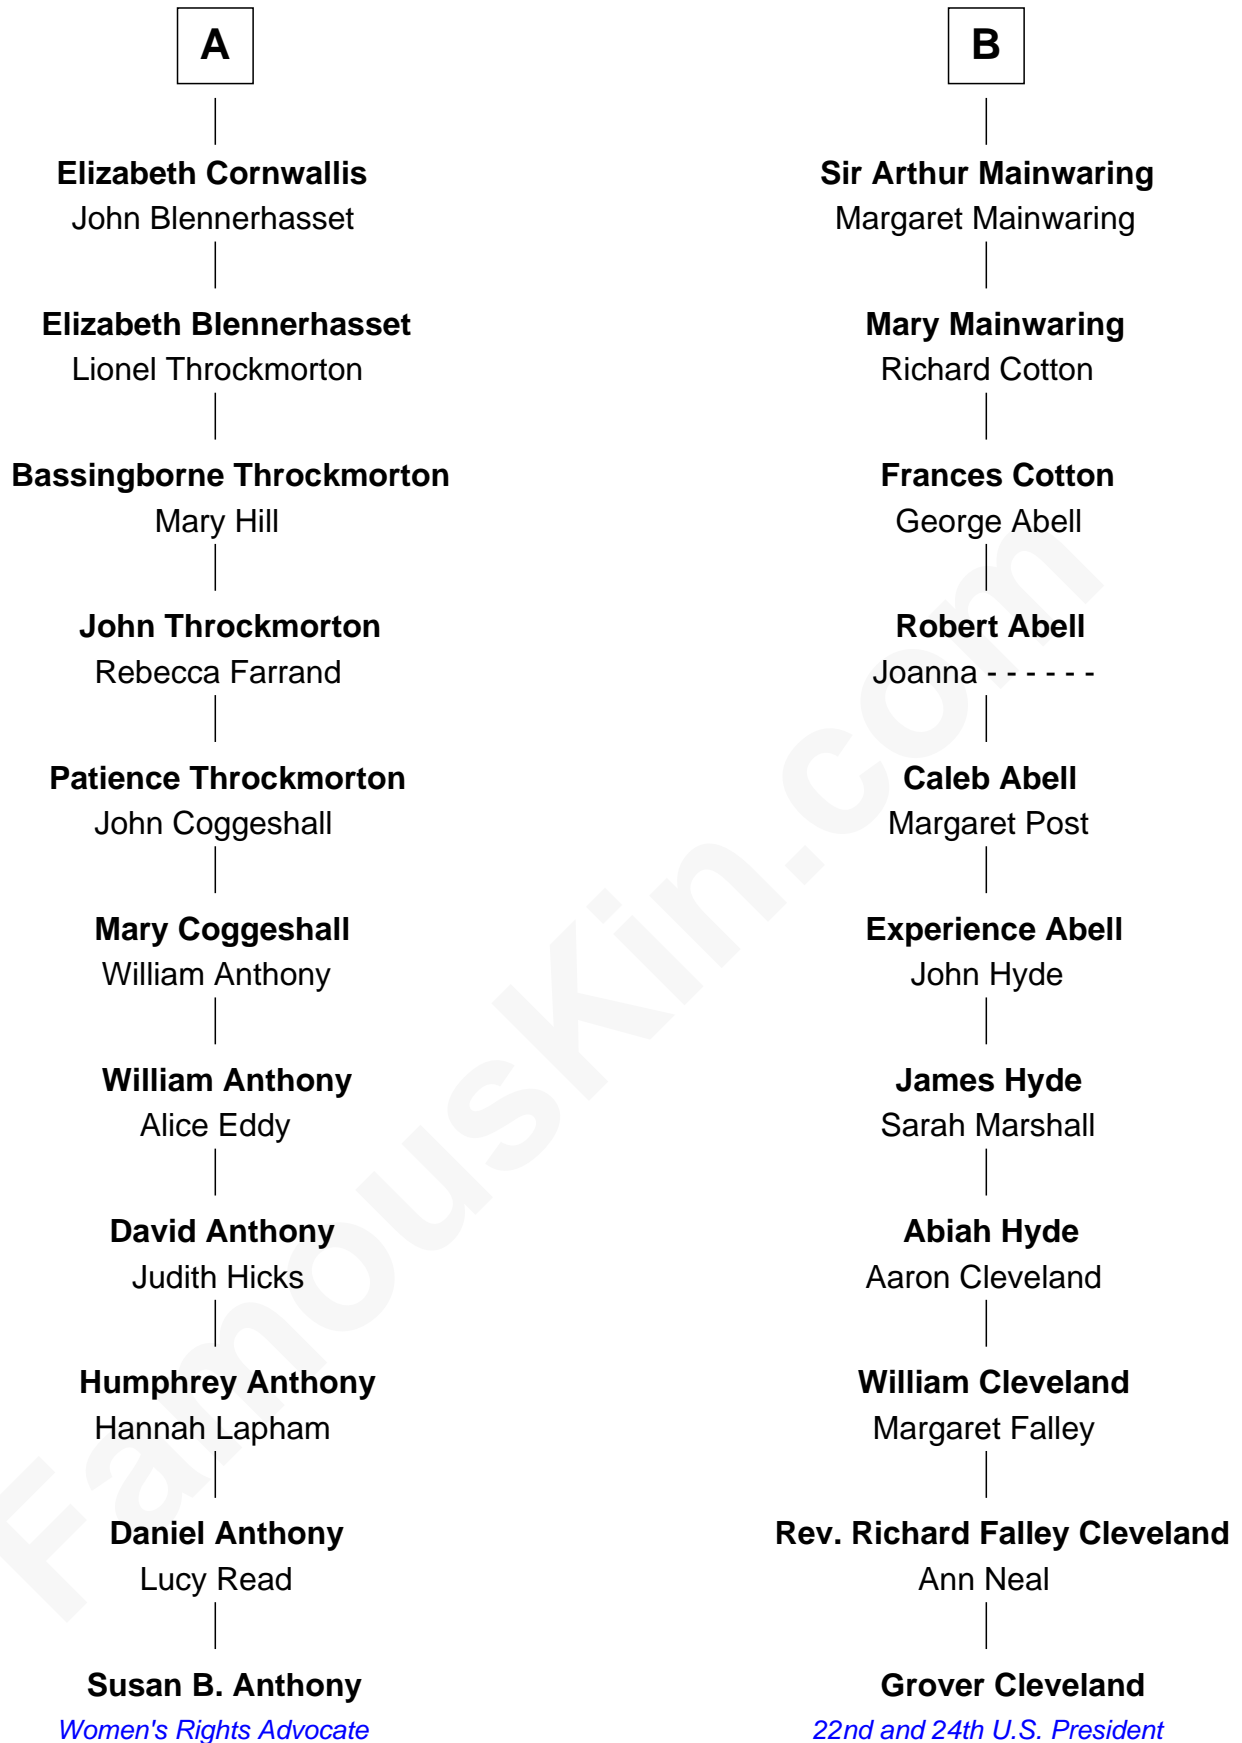 A
Elizabeth Cornwallis
John Blennerhasset
Elizabeth Blennerhasset
Lionel Throckmorton
Bassingborne Throckmorton
Mary Hill
John Throckmorton
Rebecca Farrand
Patience Throckmorton
John Coggeshall
Mary Coggeshall
William Anthony
William Anthony
Alice Eddy
David Anthony
Judith Hicks
Humphrey Anthony
Hannah Lapham
Daniel Anthony
Lucy Read
Susan B. Anthony
Women's Rights Advocate
B
Sir Arthur Mainwaring
Margaret Mainwaring
Mary Mainwaring
Richard Cotton
Frances Cotton
George Abell
Robert Abell
Joanna - - - - - -
Caleb Abell
Margaret Post
Experience Abell
John Hyde
James Hyde
Sarah Marshall
Abiah Hyde
Aaron Cleveland
William Cleveland
Margaret Falley
Rev. Richard Falley Cleveland
Ann Neal
Grover Cleveland
22nd and 24th U.S. President
FamousKin.com